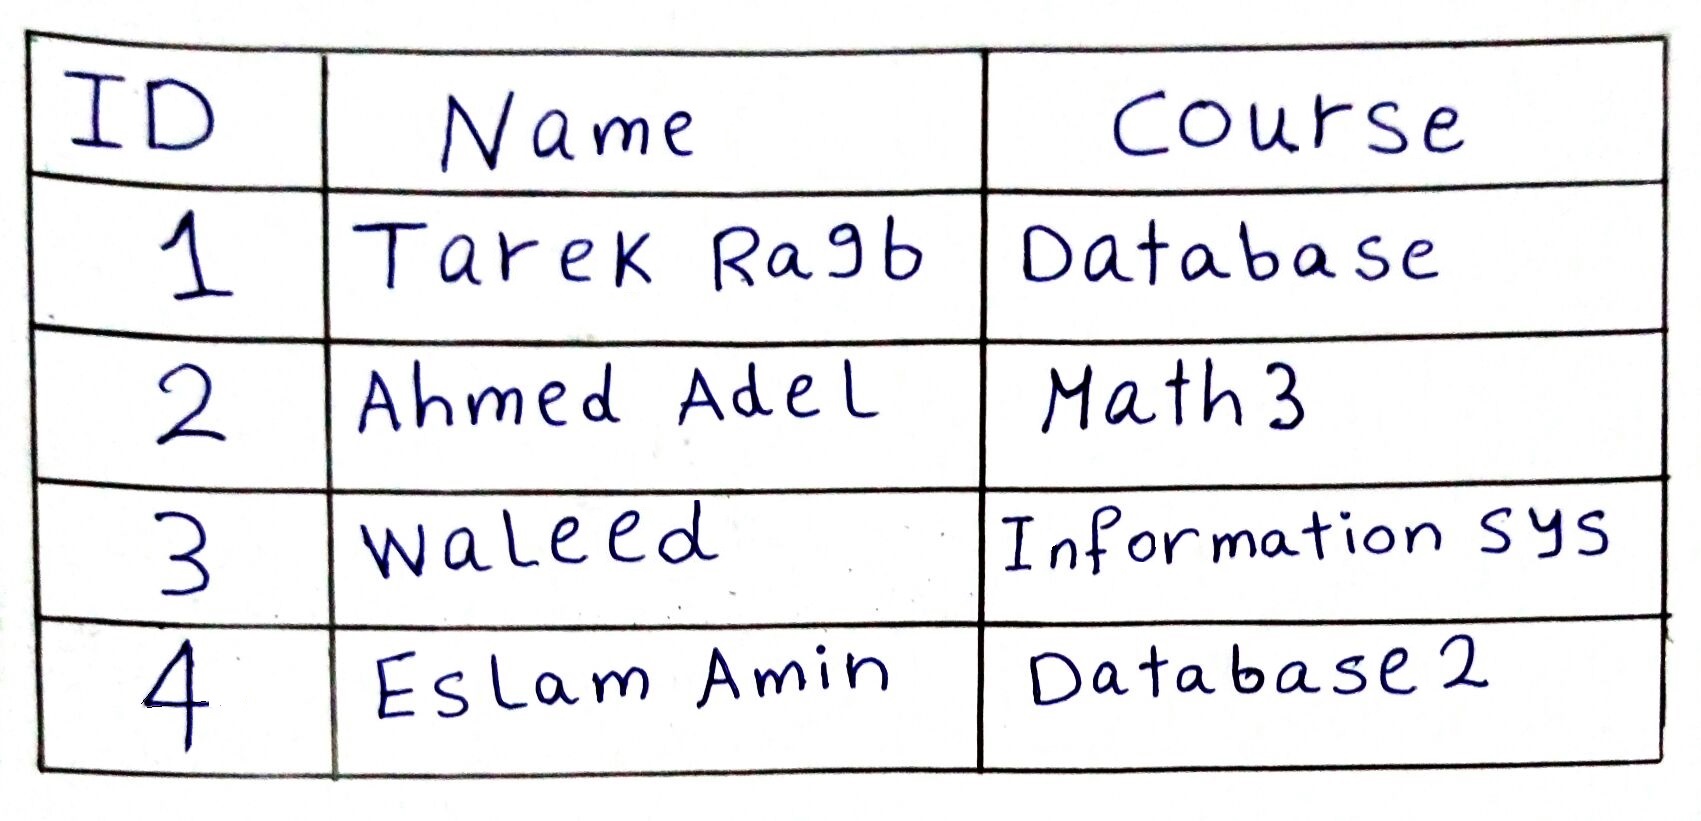 ID Name Course
1 Tarek Ragb Database
2 Ahmed Adel Math3
3 Waleed Information sys
4 Eslam Amin Database2